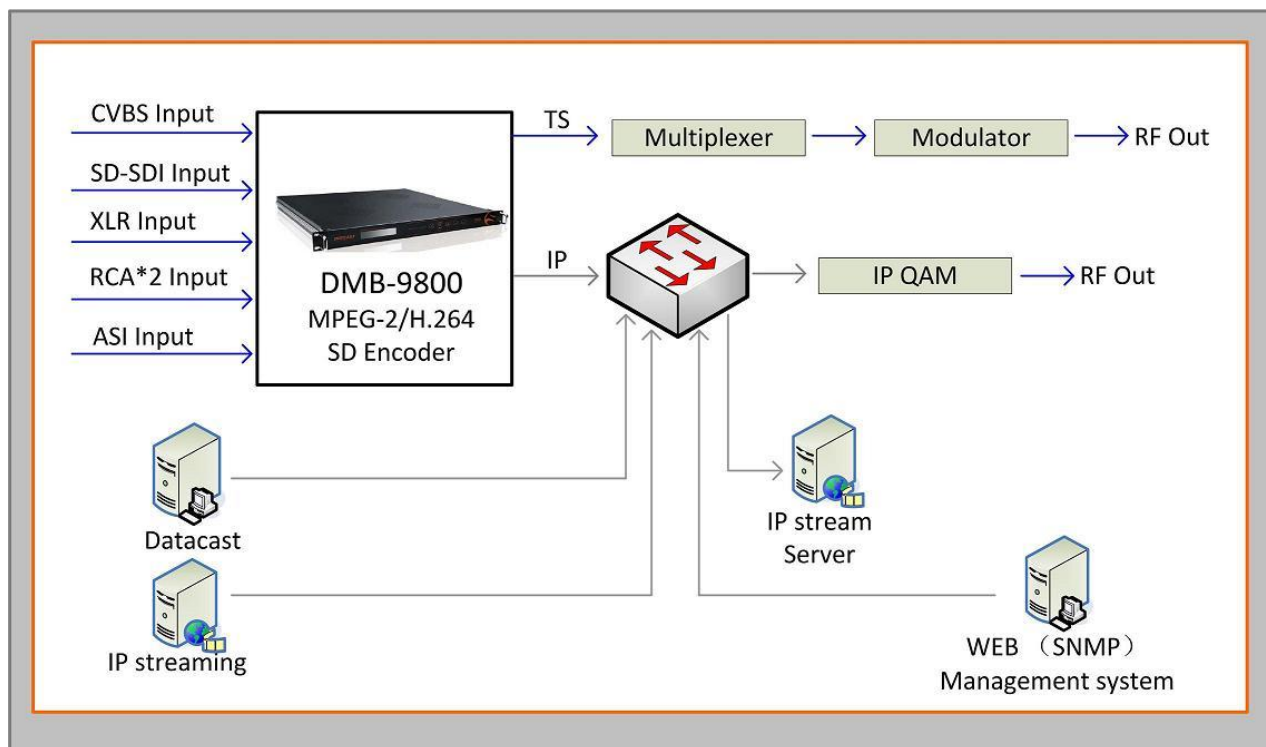 CVBS Input
SD-SDI Input
XLR Input
RCA*2 Input
ASI Input
DMB-9800
MPEG-2/H.264
SD Encoder
TS
Multiplexer
Modulator
RF Out
IP
IP QAM
RF Out
Datacast
IP streaming
IP stream
Server
WEB （SNMP）
Management system